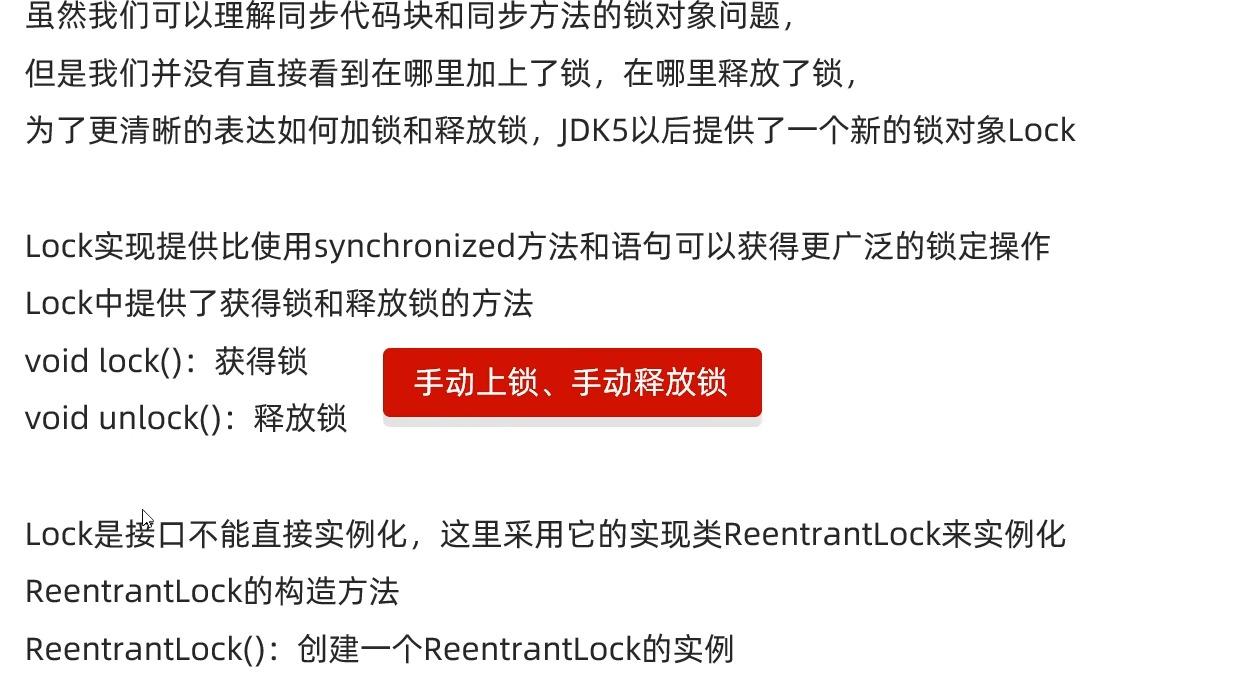 虽然我们可以理解同步代码块和同步方法的锁对象问题，
但是我们并没有直接看到在哪里加上了锁，在哪里释放了锁，
为了更清晰的表达如何加锁和释放锁，JDK5以后提供了一个新的锁对象Lock
Lock实现提供比使用synchronized方法和语句可以获得更广泛的锁定操作
Lock中提供了获得锁和释放锁的方法
void lock()：获得锁
手动上锁、手动释放锁
void unlock()：释放锁
Lock是接口不能直接实例化，这里采用它的实现类ReentrantLock来实例化
ReentrantLock的构造方法
ReentrantLock()：创建一个ReentrantLock的实例